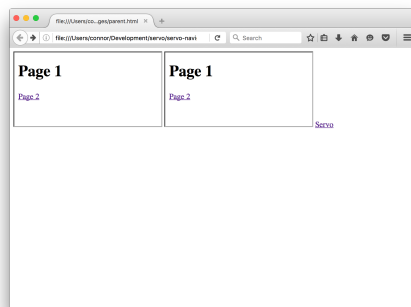 file:///Users/co...ges/parent.html
file:///Users/connor/Development/servo/servo-navi
Search
Page 1
Page 2
Page 1
Page 2
Servo